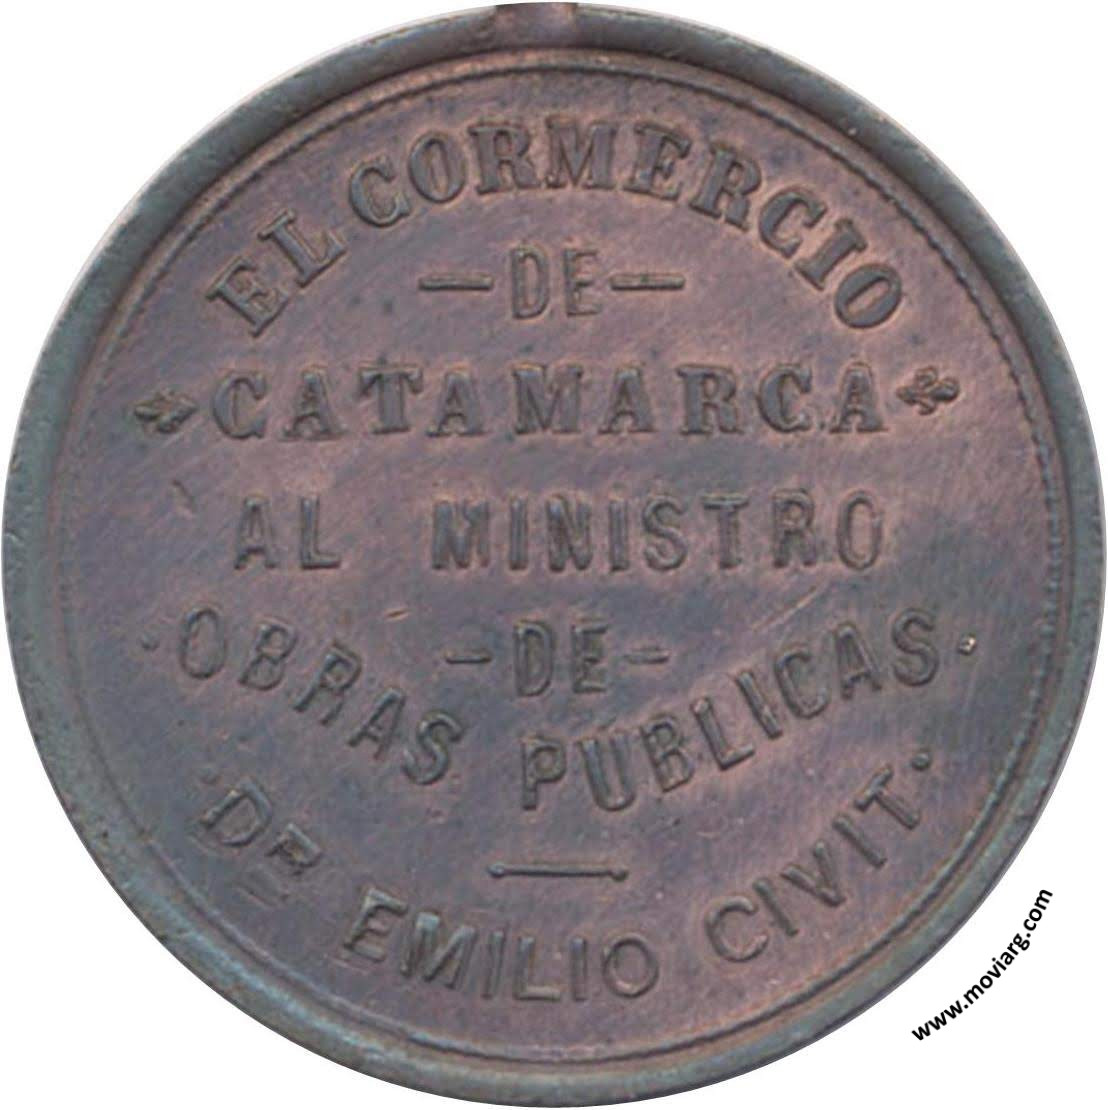 EL CORMERCIO
— DE —
CATAMARCA
AL MINISTRO
- DE -
·OBRAS PUBLICAS·
·Dᴿ EMILIO CIVIT·
www.moviarg.com